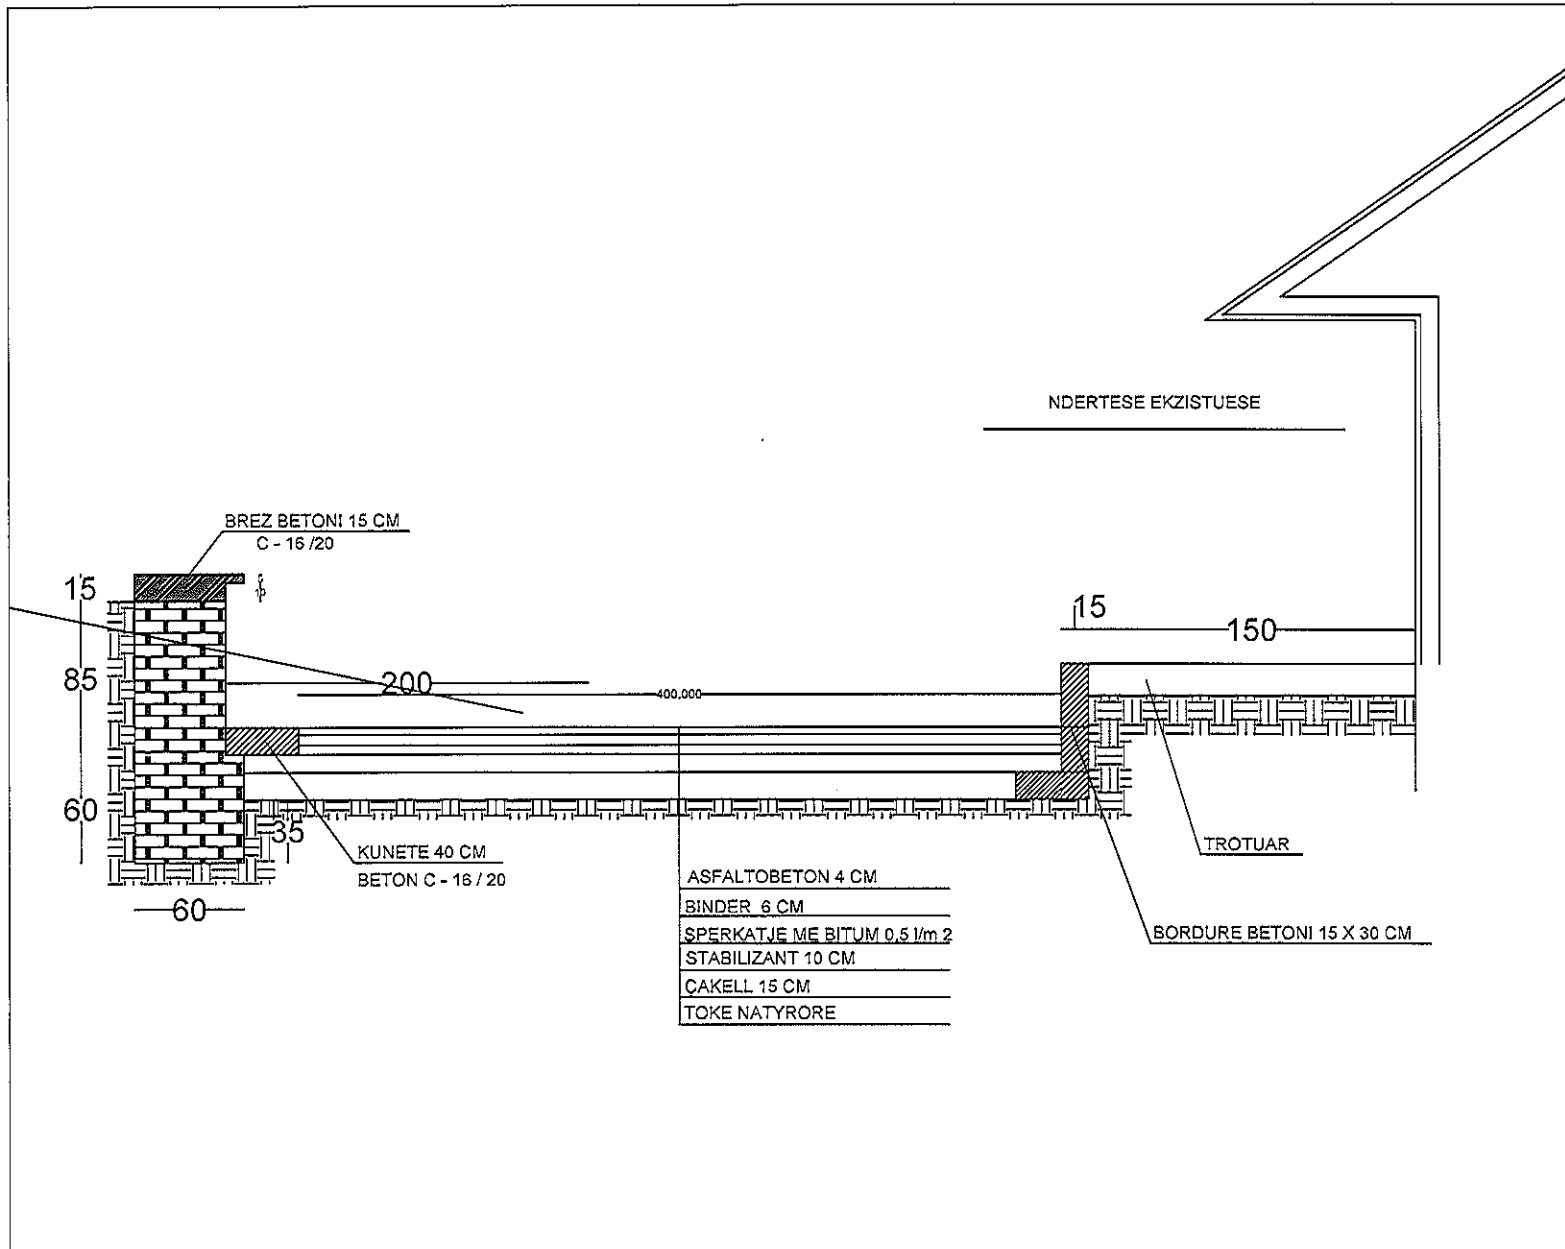 NDERTESE EKZISTUESE
BREZ BETONI 15 CM
C - 16 /20
15
15
150
85
200
400,000
60
35
KUNETE 40 CM
BETON C - 16 / 20
60
TROTUAR
ASFALTOBETON 4 CM
BINDER 6 CM
SPERKATJE ME BITUM 0,5 l/m 2
STABILIZANT 10 CM
ÇAKELL 15 CM
TOKE NATYRORE
BORDURE BETONI 15 X 30 CM